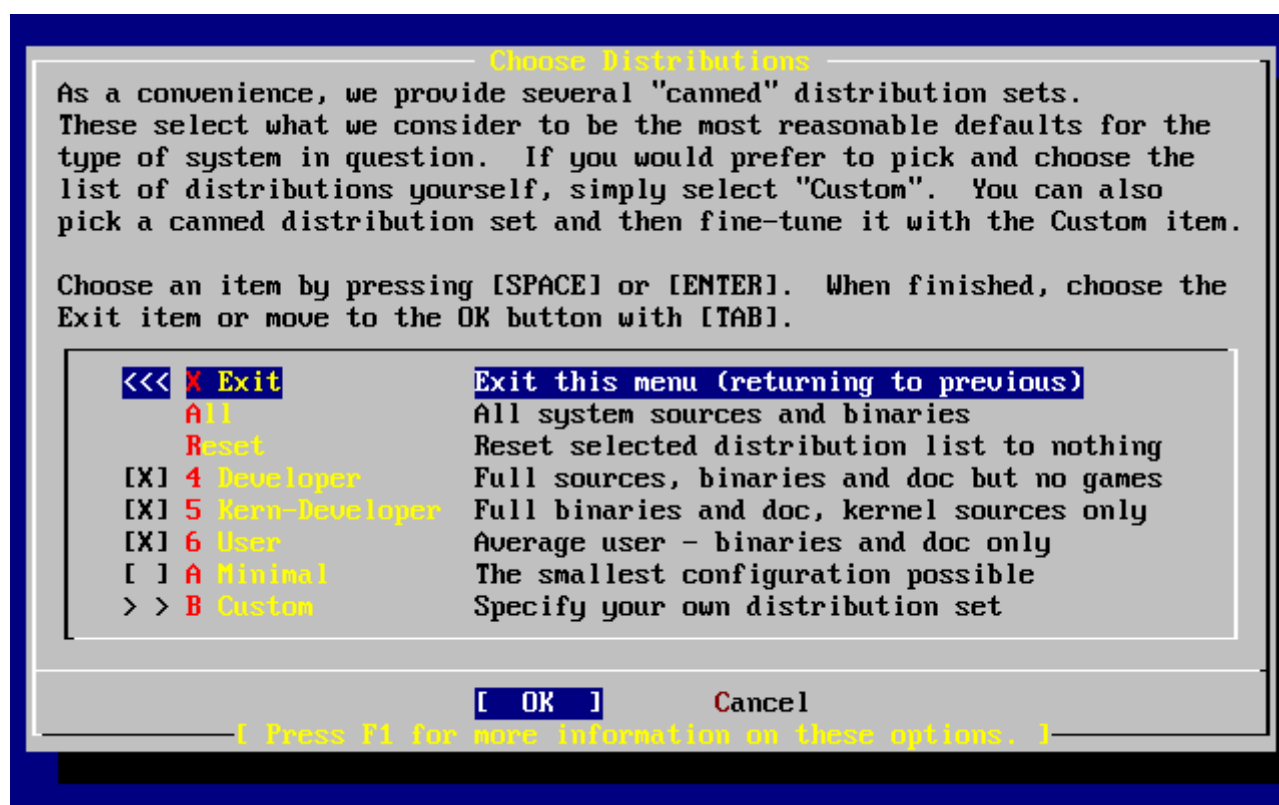 Choose Distributions
As a convenience, we provide several "canned" distribution sets.
These select what we consider to be the most reasonable defaults for the
type of system in question.  If you would prefer to pick and choose the
list of distributions yourself, simply select "Custom".  You can also
pick a canned distribution set and then fine-tune it with the Custom item.
Choose an item by pressing [SPACE] or [ENTER].  When finished, choose the
Exit item or move to the OK button with [TAB].
<<< X Exit Exit this menu (returning to previous)
All All system sources and binaries
Reset Reset selected distribution list to nothing
[X] 4 Developer Full sources, binaries and doc but no games
[X] 5 Kern-Developer Full binaries and doc, kernel sources only
[X] 6 User Average user - binaries and doc only
[ ] A Minimal The smallest configuration possible
> > B Custom Specify your own distribution set
[ OK ] Cancel
[ Press F1 for more information on these options. ]